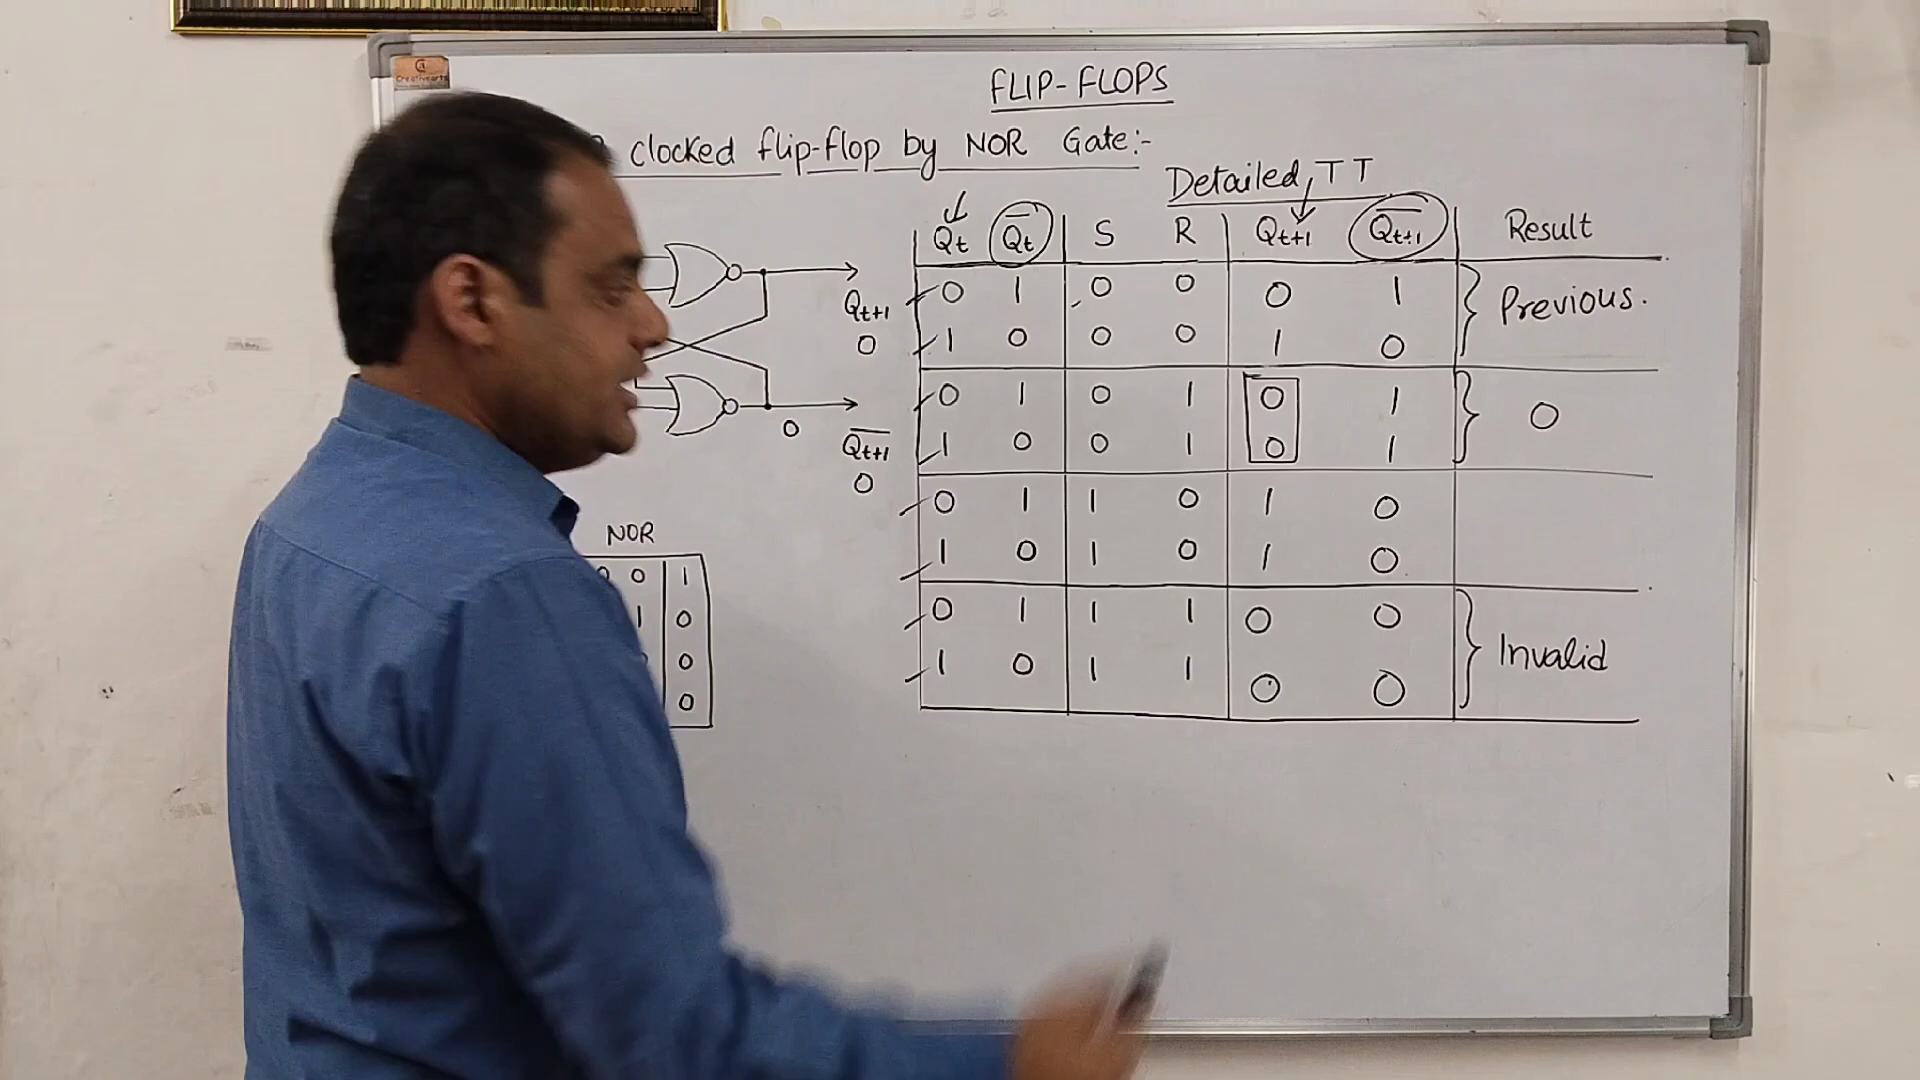 Creative arts
FLIP-FLOPS
clocked flip-flop by NOR Gate:-
Detailed TT
Qt Q̅t̅ S R Qt+1 Q̅t̅+̅1̅ Result
0 1 0 0 0 1 Previous.
1 0 0 0 1 0
0 1 0 1 0 1 0
1 0 0 1 0 1
0 1 1 0 1 0
1 0 1 0 1 0
0 1 1 1 0 0 Invalid
1 0 1 1 0 0
Qt+1
0
0
Q̅t̅+̅1̅
0
NOR
0 0 1
1 0
0
0